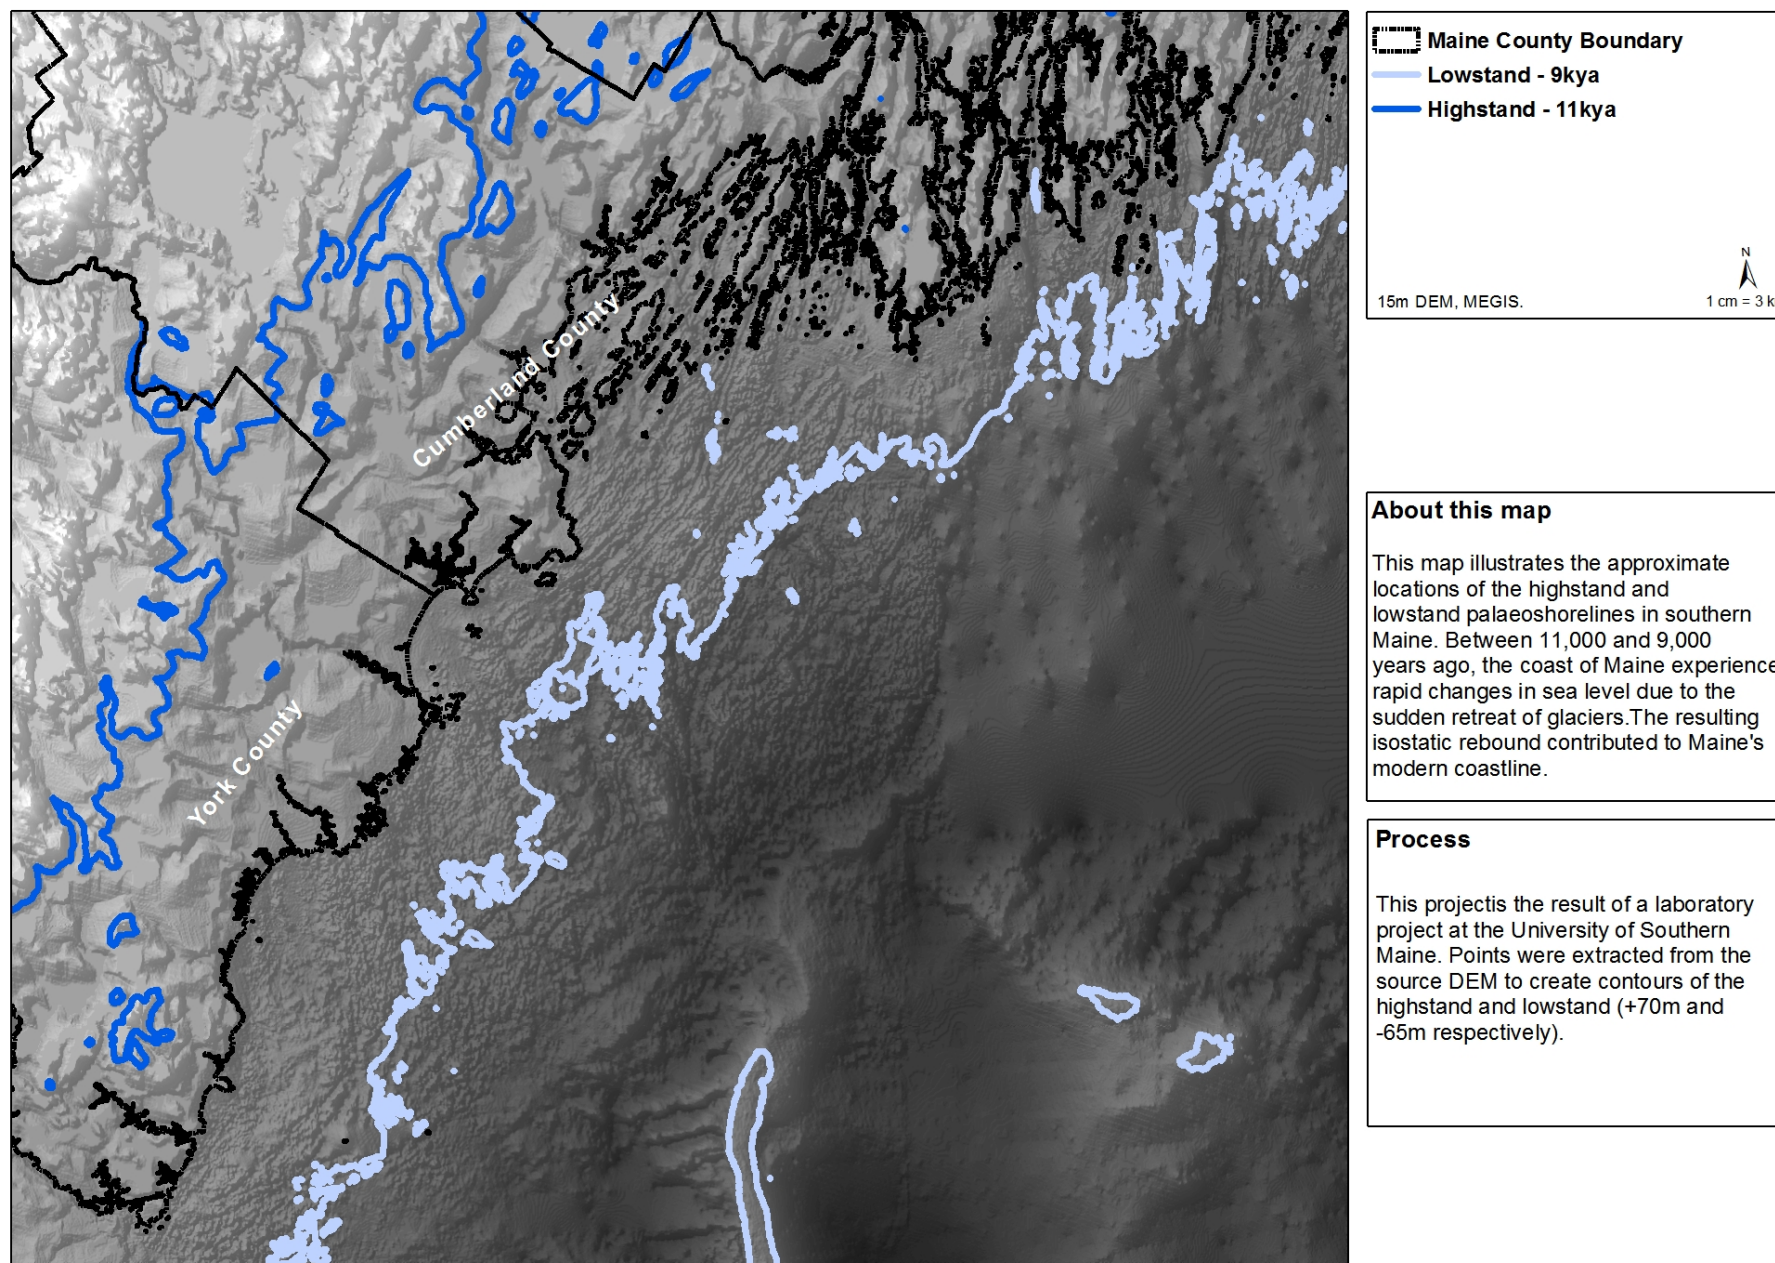 Maine County Boundary
Lowstand - 9kya
Highstand - 11kya
N
15m DEM, MEGIS.
1 cm = 3 k
About this map
This map illustrates the approximate
locations of the highstand and
lowstand palaeoshorelines in southern
Maine. Between 11,000 and 9,000
years ago, the coast of Maine experience
rapid changes in sea level due to the
sudden retreat of glaciers.The resulting
isostatic rebound contributed to Maine's
modern coastline.
Process
This projectis the result of a laboratory
project at the University of Southern
Maine. Points were extracted from the
source DEM to create contours of the
highstand and lowstand (+70m and
-65m respectively).
Cumberland County
York County